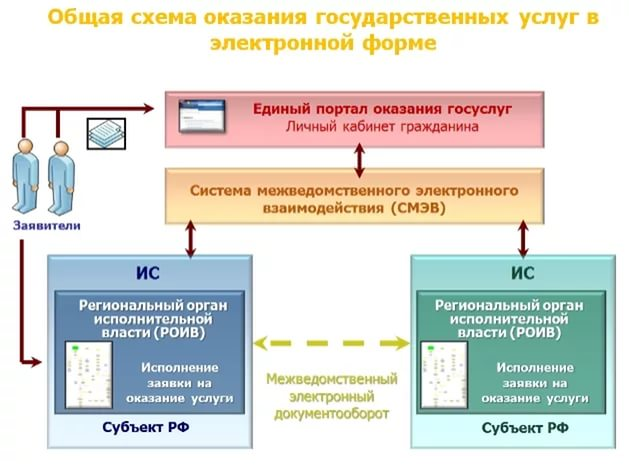 Общая схема оказания государственных услуг в
электронной форме
Единый портал оказания госуслуг
Личный кабинет гражданина
Система межведомственного электронного
взаимодействия (СМЭВ)
Заявители
ИС
Региональный орган
исполнительной
власти (РОИВ)
Исполнение
заявки на
оказание услуги
Субъект РФ
Межведомственный
электронный
документооборот
ИС
Региональный орган
исполнительной
власти (РОИВ)
Исполнение
заявки на
оказание услуги
Субъект РФ